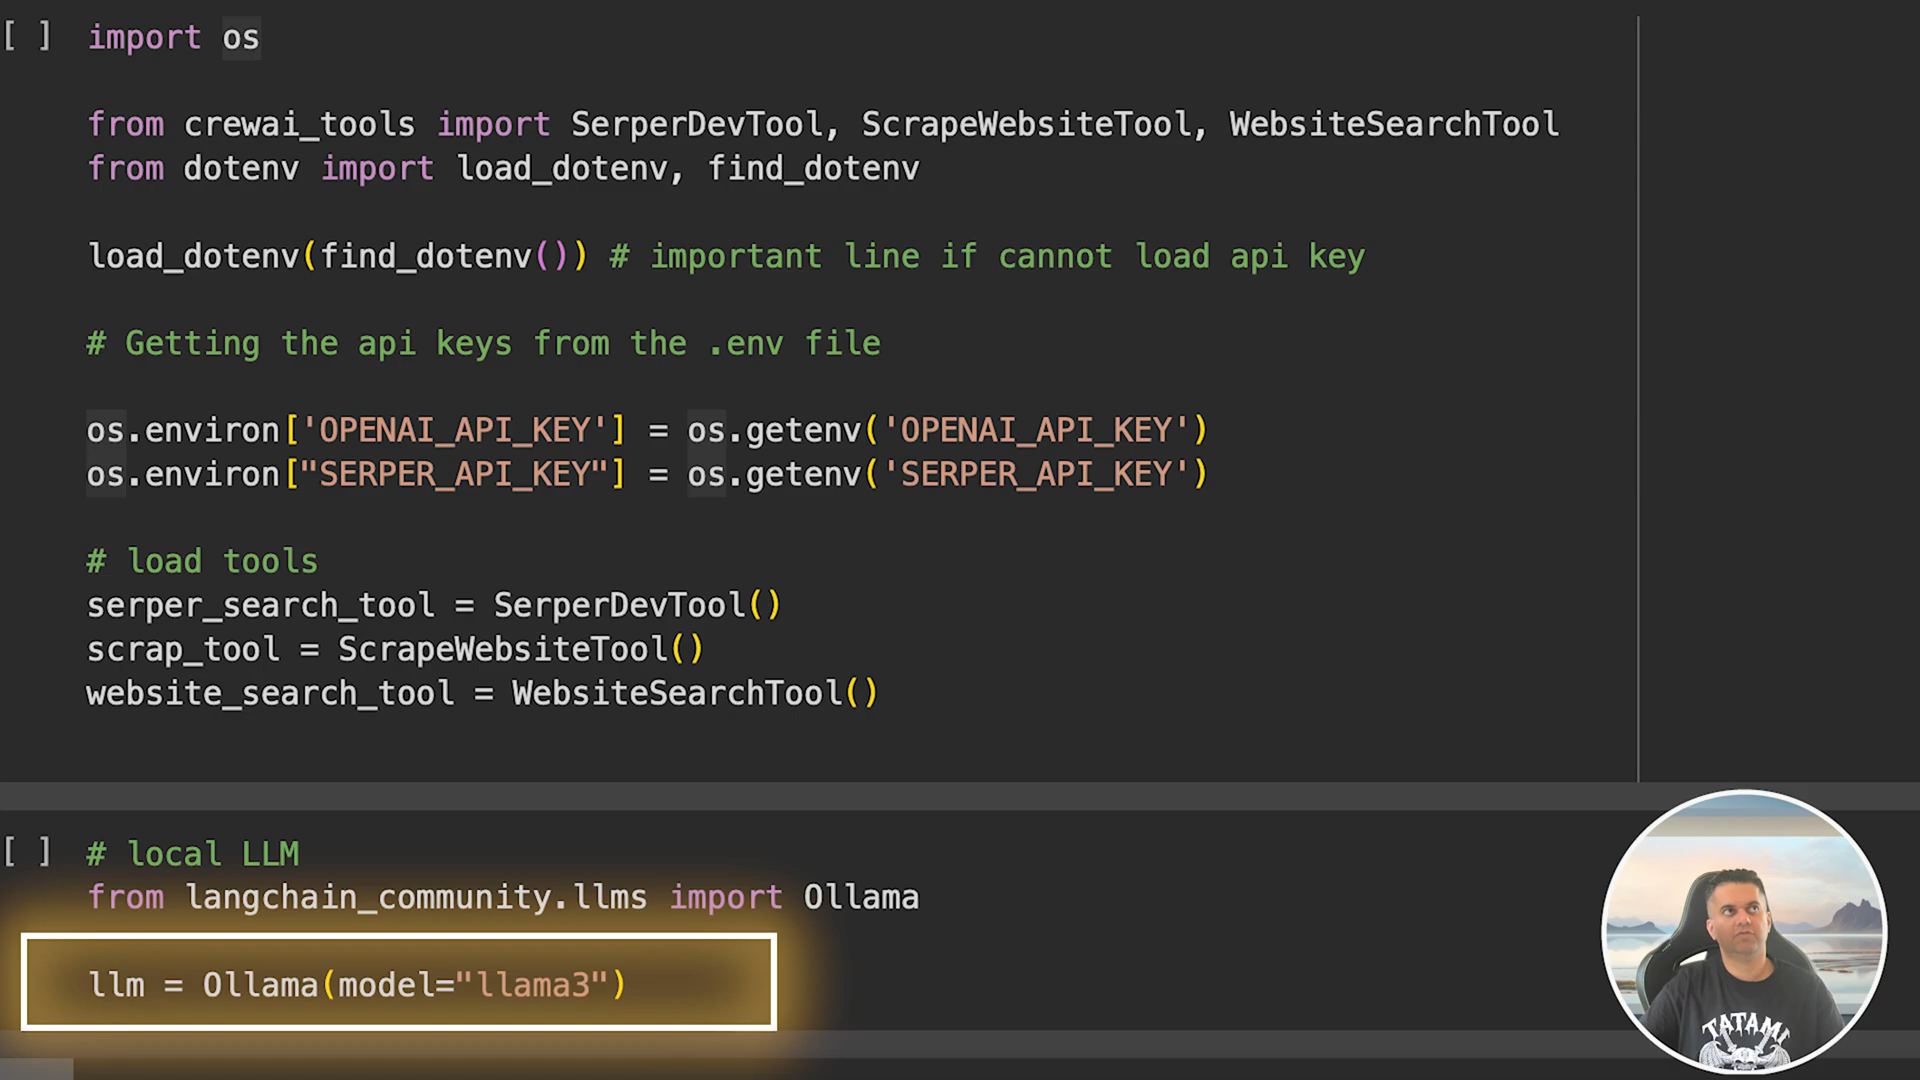 [ ] import os
from crewai_tools import SerperDevTool, ScrapeWebsiteTool, WebsiteSearchTool
from dotenv import load_dotenv, find_dotenv
load_dotenv(find_dotenv()) # important line if cannot load api key
# Getting the api keys from the .env file
os.environ['OPENAI_API_KEY'] = os.getenv('OPENAI_API_KEY')
os.environ["SERPER_API_KEY"] = os.getenv('SERPER_API_KEY')
# load tools
serper_search_tool = SerperDevTool()
scrap_tool = ScrapeWebsiteTool()
website_search_tool = WebsiteSearchTool()
[ ] # local LLM
from langchain_community.llms import Ollama
llm = Ollama(model="llama3")
TATAMI